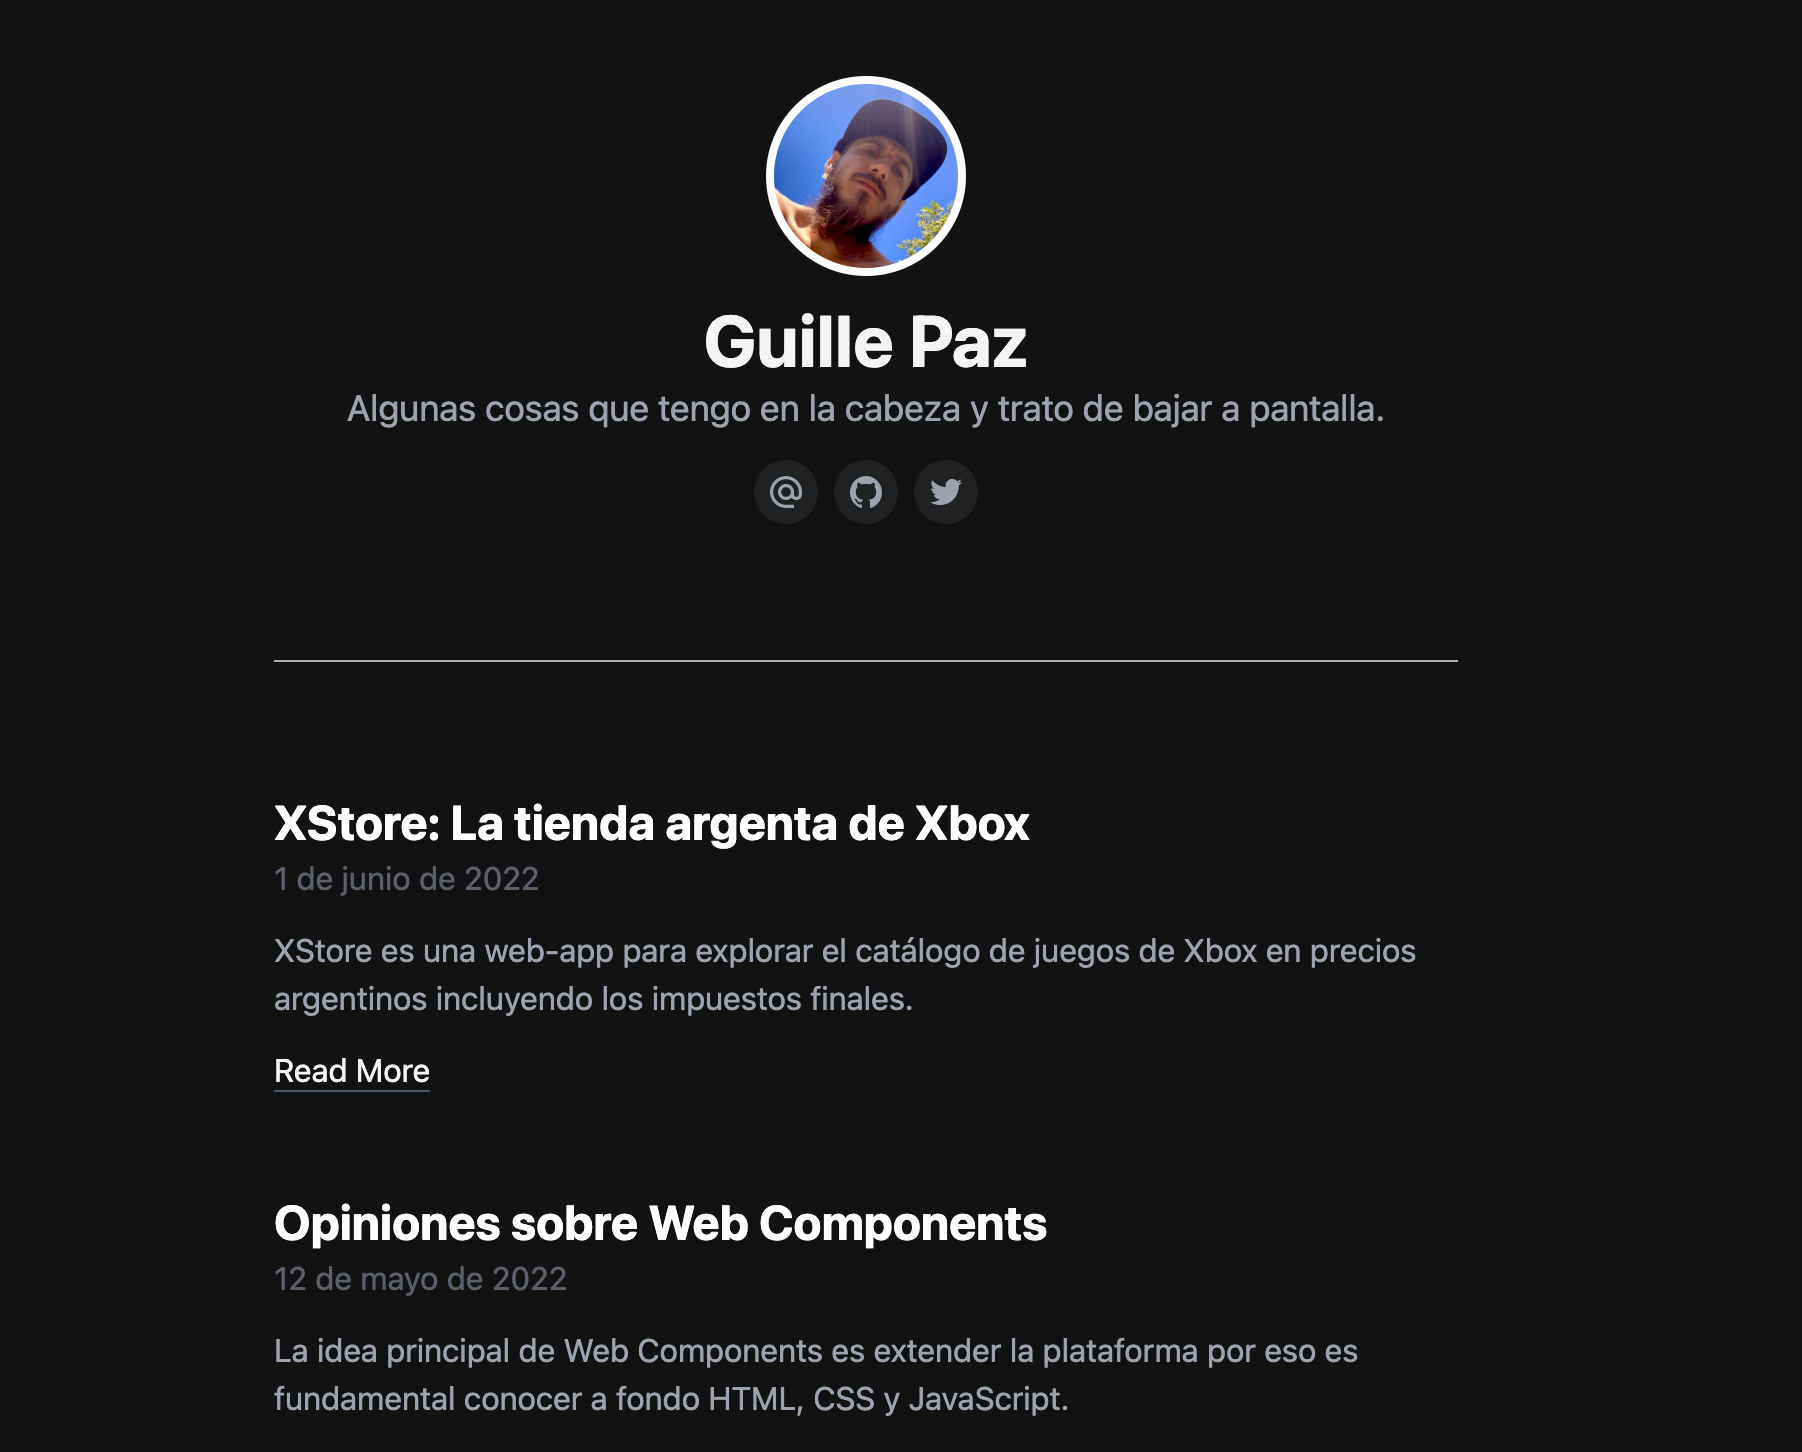 Guille Paz
Algunas cosas que tengo en la cabeza y trato de bajar a pantalla.
XStore: La tienda argenta de Xbox
1 de junio de 2022
XStore es una web-app para explorar el catálogo de juegos de Xbox en precios
argentinos incluyendo los impuestos finales.
Read More
Opiniones sobre Web Components
12 de mayo de 2022
La idea principal de Web Components es extender la plataforma por eso es
fundamental conocer a fondo HTML, CSS y JavaScript.